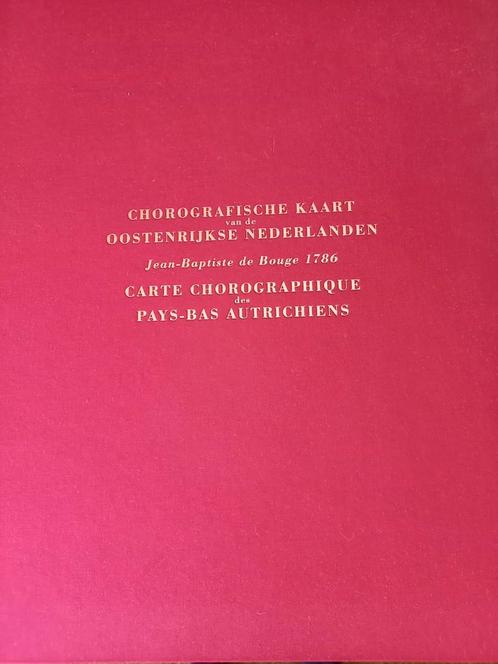 CHOROGRAFISCHE KAART
van de
OOSTENRIJKSE NEDERLANDEN
Jean-Baptiste de Bouge 1786
CARTE CHOROGRAPHIQUE
des
PAYS-BAS AUTRICHIENS